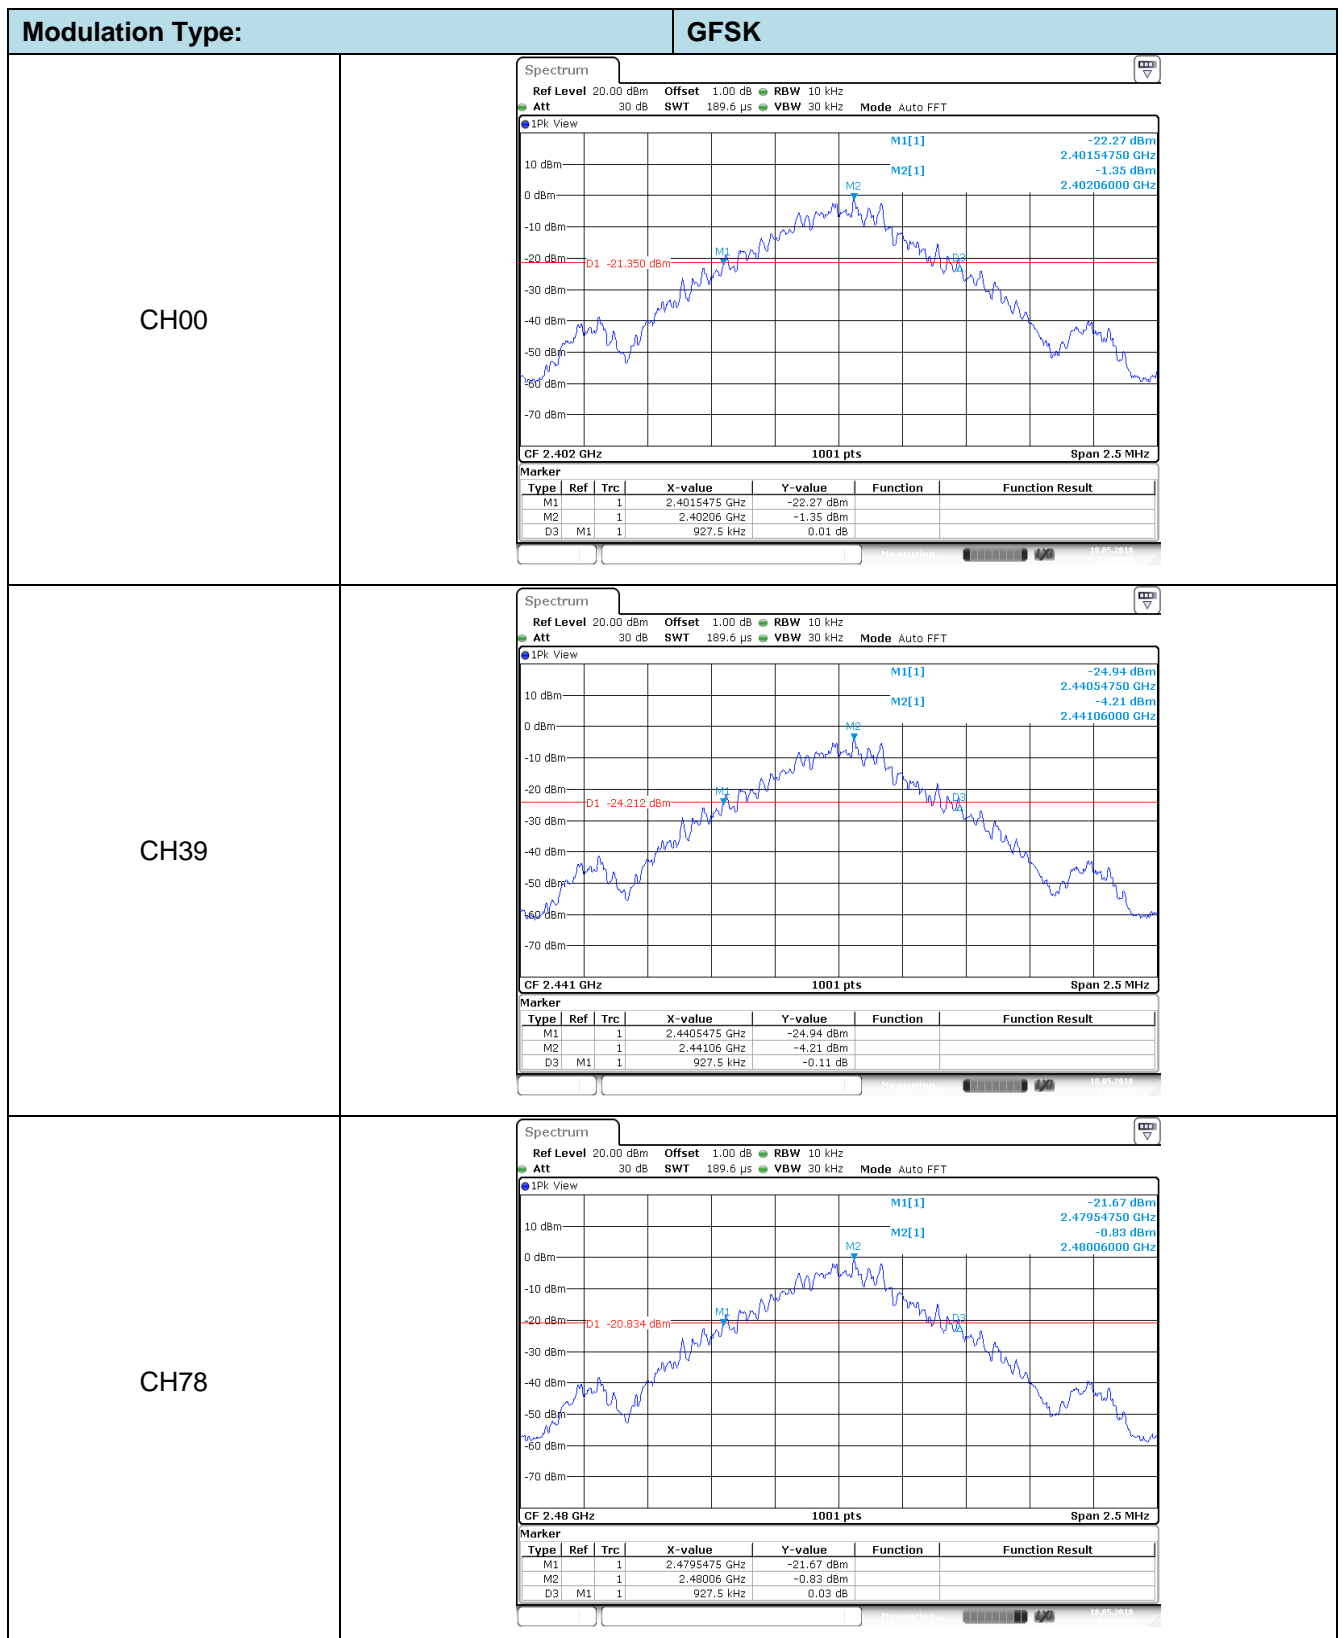 Modulation Type: GFSK
CH00
Spectrum
Ref Level 20.00 dBm Offset 1.00 dB RBW 10 kHz
Att 30 dB SWT 189.6 µs VBW 30 kHz Mode Auto FFT
1Pk View
M1[1] -22.27 dBm
2.40154750 GHz
10 dBm
M2[1] -1.35 dBm
2.40206000 GHz
M2
0 dBm
-10 dBm
M1
-20 dBm
D3
D1 -21.350 dBm
-30 dBm
-40 dBm
-50 dBm
-60 dBm
-70 dBm
CF 2.402 GHz 1001 pts Span 2.5 MHz
Marker
Type Ref Trc X-value Y-value Function Function Result
M1 1 2.4015475 GHz -22.27 dBm
M2 1 2.40206 GHz -1.35 dBm
D3 M1 1 927.5 kHz 0.01 dB
Measuring... 18.05.2018
CH39
Spectrum
Ref Level 20.00 dBm Offset 1.00 dB RBW 10 kHz
Att 30 dB SWT 189.6 µs VBW 30 kHz Mode Auto FFT
1Pk View
M1[1] -24.94 dBm
2.44054750 GHz
10 dBm
M2[1] -4.21 dBm
2.44106000 GHz
0 dBm
M2
-10 dBm
-20 dBm
M1
D3
D1 -24.212 dBm
-30 dBm
-40 dBm
-50 dBm
-60 dBm
-70 dBm
CF 2.441 GHz 1001 pts Span 2.5 MHz
Marker
Type Ref Trc X-value Y-value Function Function Result
M1 1 2.4405475 GHz -24.94 dBm
M2 1 2.44106 GHz -4.21 dBm
D3 M1 1 927.5 kHz -0.11 dB
Measuring... 18.05.2018
CH78
Spectrum
Ref Level 20.00 dBm Offset 1.00 dB RBW 10 kHz
Att 30 dB SWT 189.6 µs VBW 30 kHz Mode Auto FFT
1Pk View
M1[1] -21.67 dBm
2.47954750 GHz
10 dBm
M2[1] -0.83 dBm
2.48006000 GHz
M2
0 dBm
-10 dBm
M1
-20 dBm
D3
D1 -20.834 dBm
-30 dBm
-40 dBm
-50 dBm
-60 dBm
-70 dBm
CF 2.48 GHz 1001 pts Span 2.5 MHz
Marker
Type Ref Trc X-value Y-value Function Function Result
M1 1 2.4795475 GHz -21.67 dBm
M2 1 2.48006 GHz -0.83 dBm
D3 M1 1 927.5 kHz 0.03 dB
Measuring... 18.05.2018